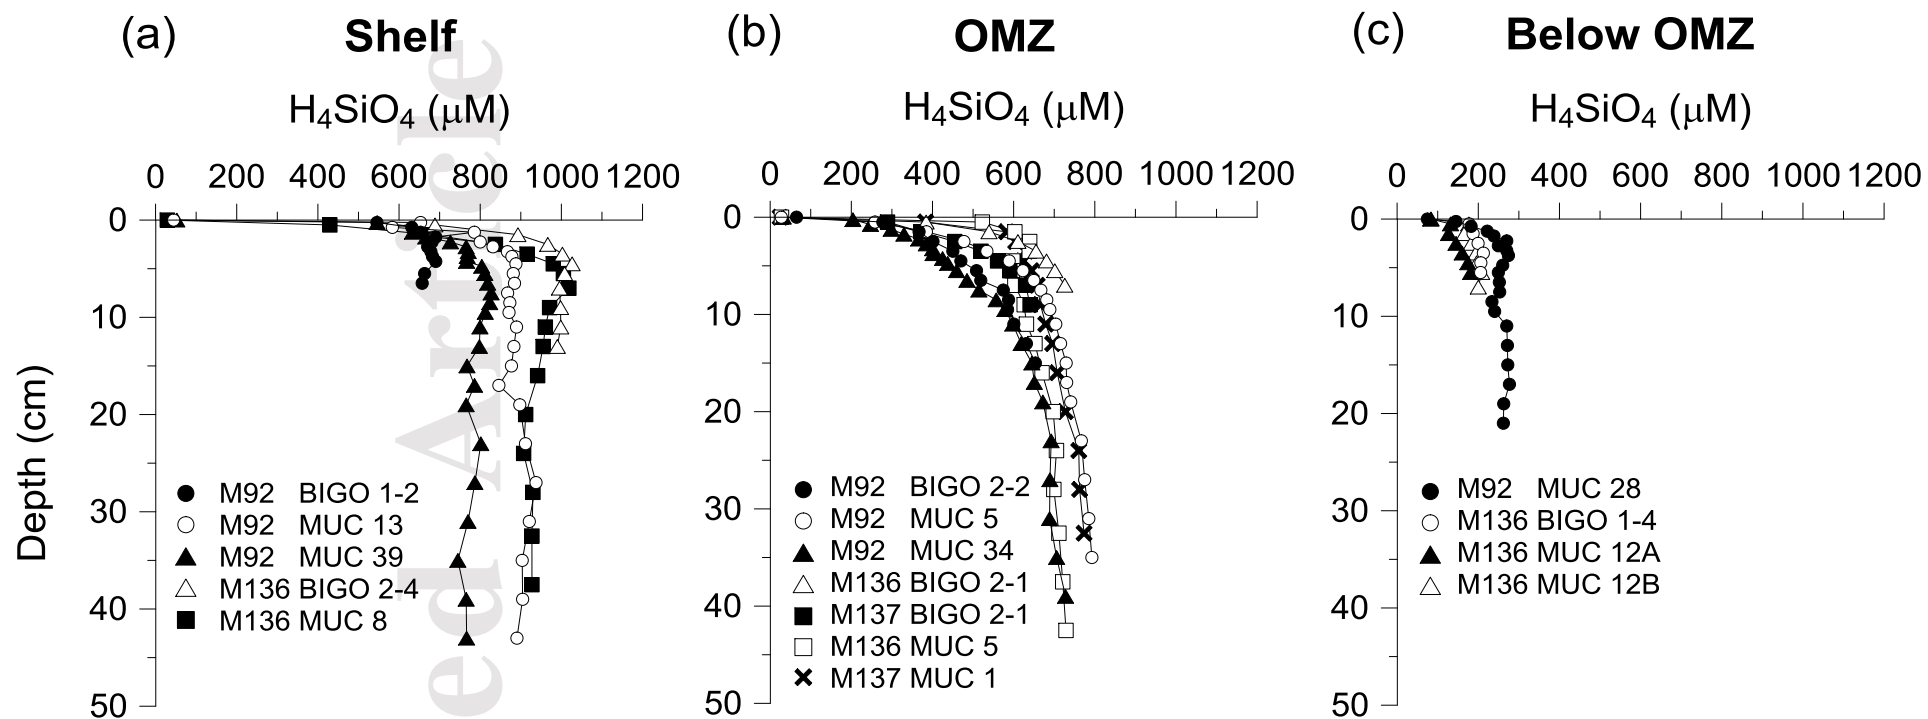 (a) Shelf
H₄SiO₄ (μM)
0 200 400 600 800 1000 1200
0
10
20
30
40
50
Depth (cm)
M92 BIGO 1-2
M92 MUC 13
M92 MUC 39
M136 BIGO 2-4
M136 MUC 8
(b) OMZ
H₄SiO₄ (μM)
0 200 400 600 800 1000 1200
0
10
20
30
40
50
M92 BIGO 2-2
M92 MUC 5
M92 MUC 34
M136 BIGO 2-1
M137 BIGO 2-1
M136 MUC 5
M137 MUC 1
(c) Below OMZ
H₄SiO₄ (μM)
0 200 400 600 800 1000 1200
0
10
20
30
40
50
M92 MUC 28
M136 BIGO 1-4
M136 MUC 12A
M136 MUC 12B
ed Article